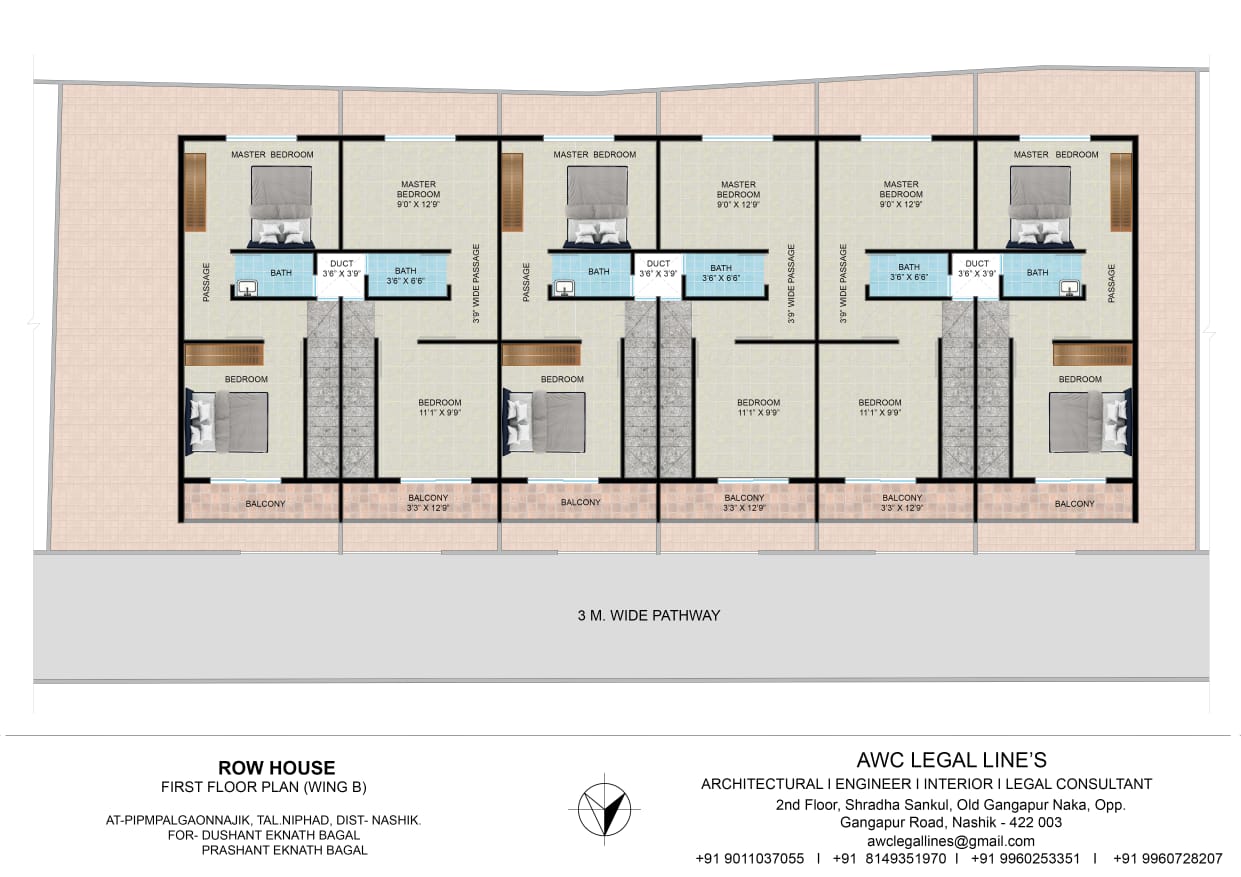 MASTER BEDROOM
MASTER
BEDROOM
9'0" X 12'9"
MASTER BEDROOM
MASTER
BEDROOM
9'0" X 12'9"
MASTER
BEDROOM
9'0" X 12'9"
MASTER BEDROOM
PASSAGE
BATH
DUCT
3'6" X 3'9"
BATH
3'6" X 6'6"
3'9" WIDE PASSAGE
PASSAGE
BATH
DUCT
3'6" X 3'9"
BATH
3'6" X 6'6"
3'9" WIDE PASSAGE
3'9" WIDE PASSAGE
BATH
3'6" X 6'6"
DUCT
3'6" X 3'9"
BATH
PASSAGE
BEDROOM
BEDROOM
11'1" X 9'9"
BEDROOM
BEDROOM
11'1" X 9'9"
BEDROOM
11'1" X 9'9"
BEDROOM
BALCONY
BALCONY
3'3" X 12'9"
BALCONY
BALCONY
3'3" X 12'9"
BALCONY
3'3" X 12'9"
BALCONY
3 M. WIDE PATHWAY
ROW HOUSE
FIRST FLOOR PLAN (WING B)
AT-PIPMPALGAONNAJIK, TAL.NIPHAD, DIST- NASHIK.
FOR- DUSHANT EKNATH BAGAL
PRASHANT EKNATH BAGAL
AWC LEGAL LINE'S
ARCHITECTURAL I ENGINEER I INTERIOR I LEGAL CONSULTANT
2nd Floor, Shradha Sankul, Old Gangapur Naka, Opp.
Gangapur Road, Nashik - 422 003
awclegallines@gmail.com
+91 9011037055 I +91 8149351970 I +91 9960253351 I +91 9960728207